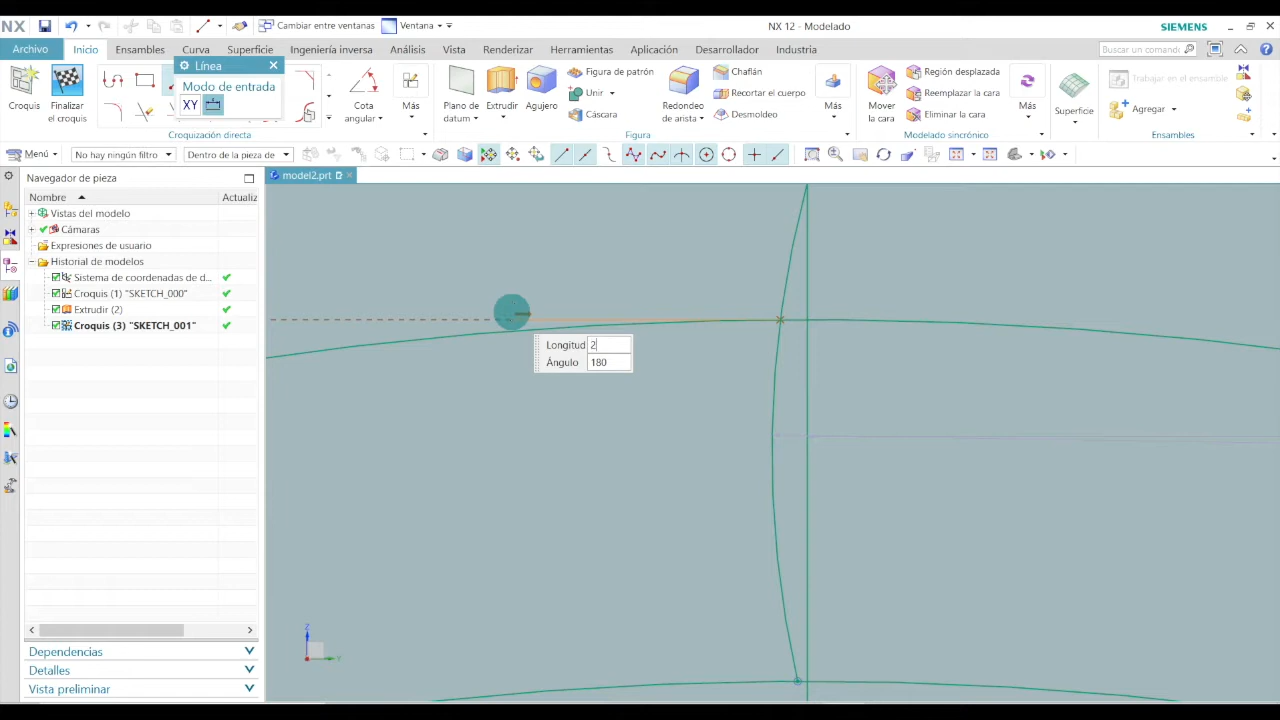 NX
Cambiar entre ventanas
Ventana
NX 12 - Modelado
SIEMENS
Archivo
Inicio
Ensambles
Curva
Superficie
Ingeniería inversa
Análisis
Vista
Renderizar
Herramientas
Aplicación
Desarrollador
Industria
Buscar un comando
Línea
Modo de entrada
XY
Croquis
Finalizar
el croquis
Cota
angular
Más
Croquización directa
Plano de
datum
Extrudir
Agujero
Figura de patrón
Unir
Cáscara
Redondeo
de arista
Chaflán
Recortar el cuerpo
Desmoldeo
Más
Figura
Mover
la cara
Región desplazada
Reemplazar la cara
Eliminar la cara
Más
Modelado sincrónico
Superficie
Trabajar en el ensamble
Agregar
Ensambles
Menú
No hay ningún filtro
Dentro de la pieza de
Navegador de pieza
model2.prt
Nombre
Actualiz
Vistas del modelo
Cámaras
Expresiones de usuario
Historial de modelos
Sistema de coordenadas de d...
Croquis (1) "SKETCH_000"
Extrudir (2)
Croquis (3) "SKETCH_001"
Longitud 2
Ángulo 180
Z
Y
Dependencias
Detalles
Vista preliminar